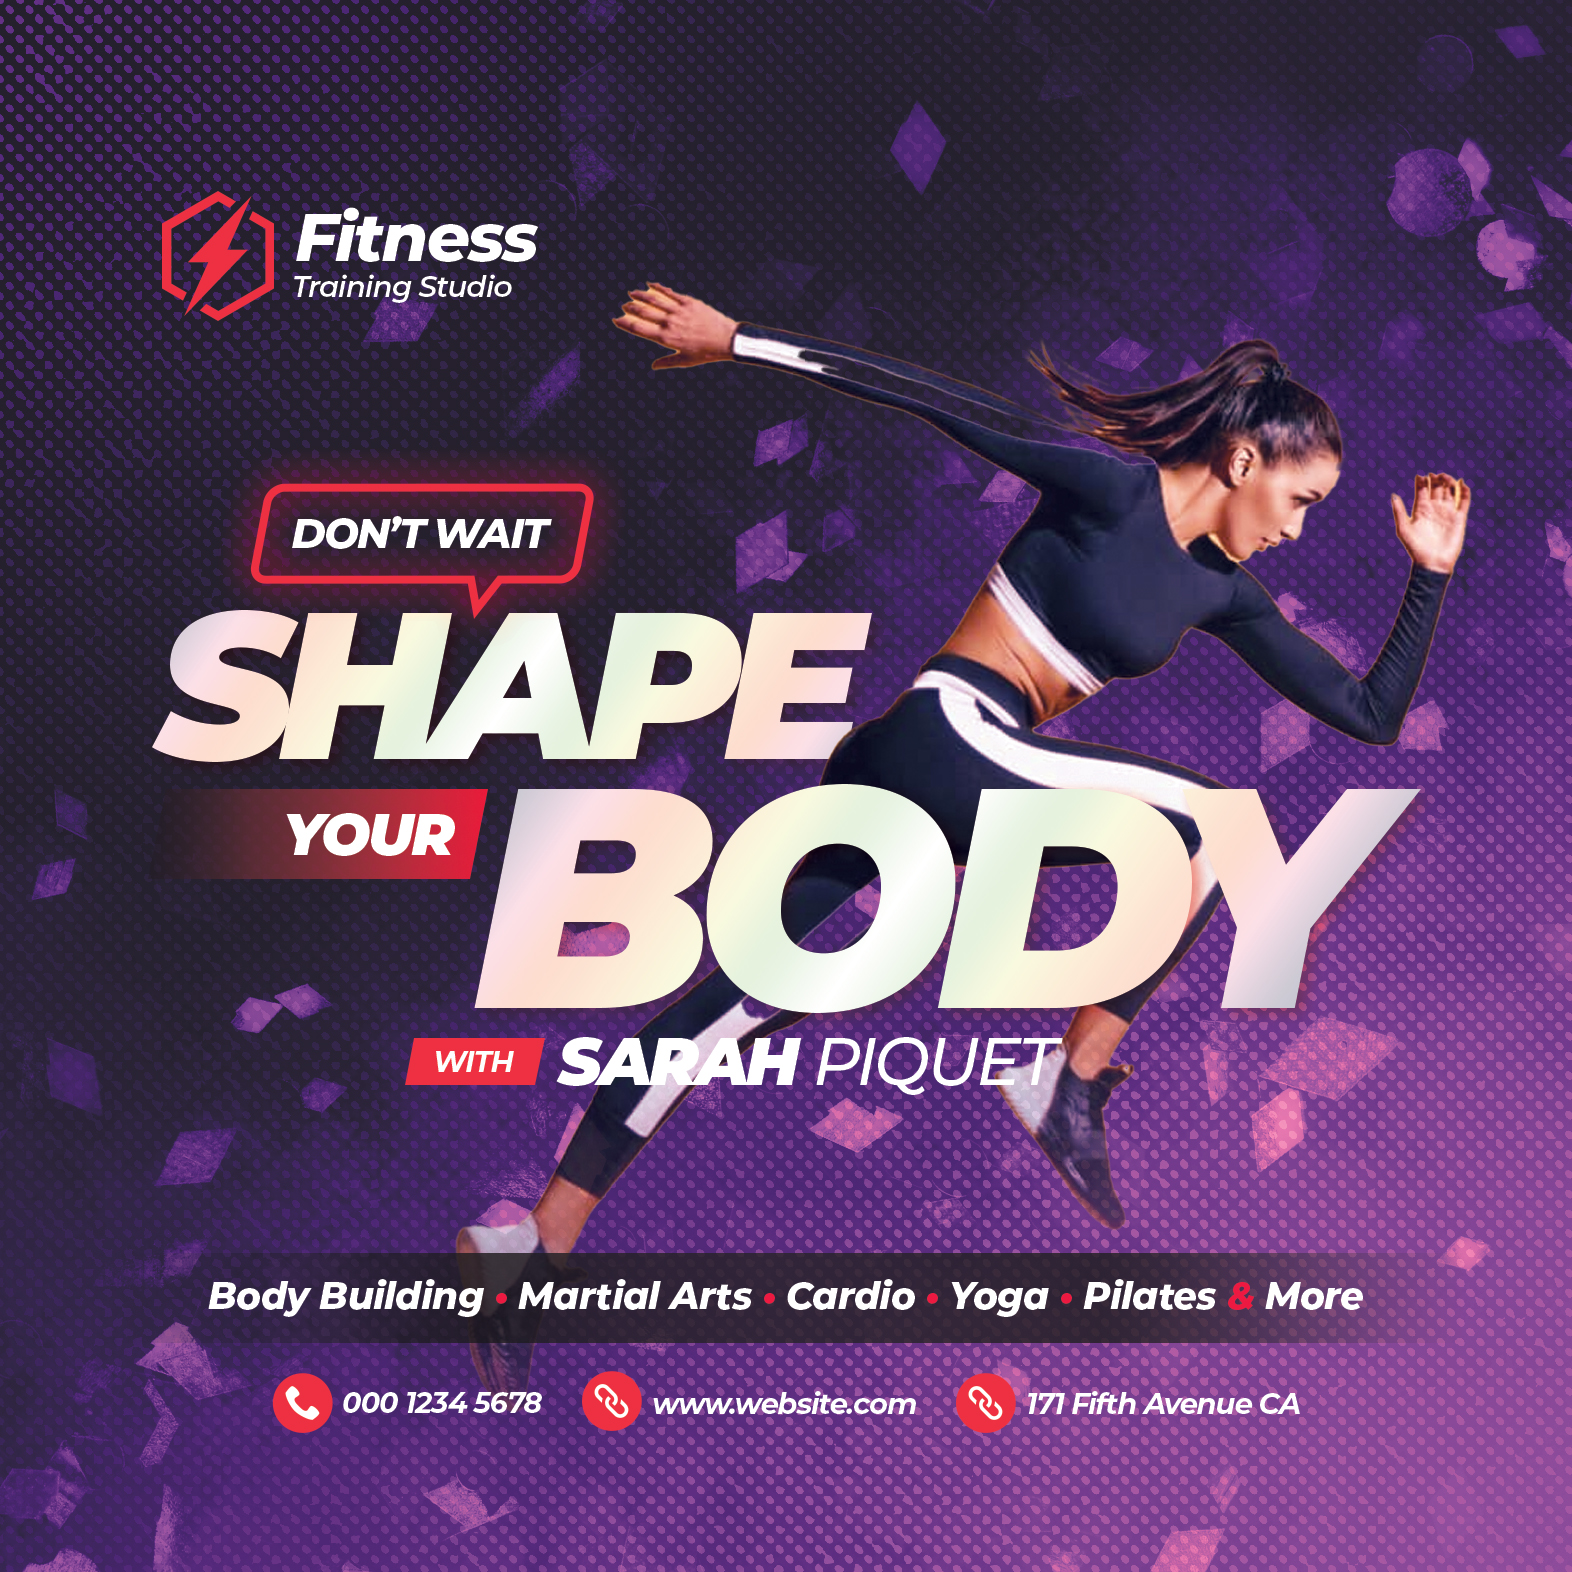 Fitness
Training Studio
DON'T WAIT
SHAPE
YOUR BODY
WITH SARAH PIQUET
Body Building • Martial Arts • Cardio • Yoga • Pilates & More
000 1234 5678 www.website.com 171 Fifth Avenue CA